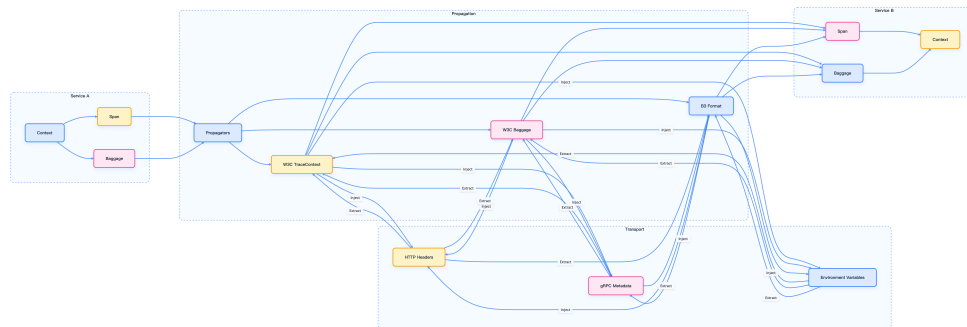 Propagation
Service B
Span
Context
Baggage
Service A
Span
Context
Baggage
Propagators
B3 Format
W3C Baggage
W3C TraceContext
Inject
Inject
Extract
Extract
Inject
Extract
Inject
Extract
Extract
Inject
Inject
Extract
Transport
HTTP Headers
gRPC Metadata
Environment Variables
Inject
Extract
Extract
Inject
Inject
Extract